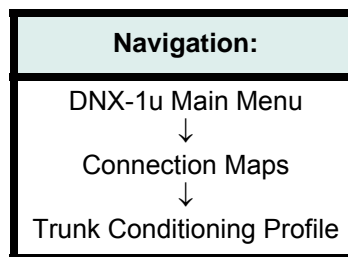 Navigation:
DNX-1u Main Menu
↓
Connection Maps
↓
Trunk Conditioning Profile